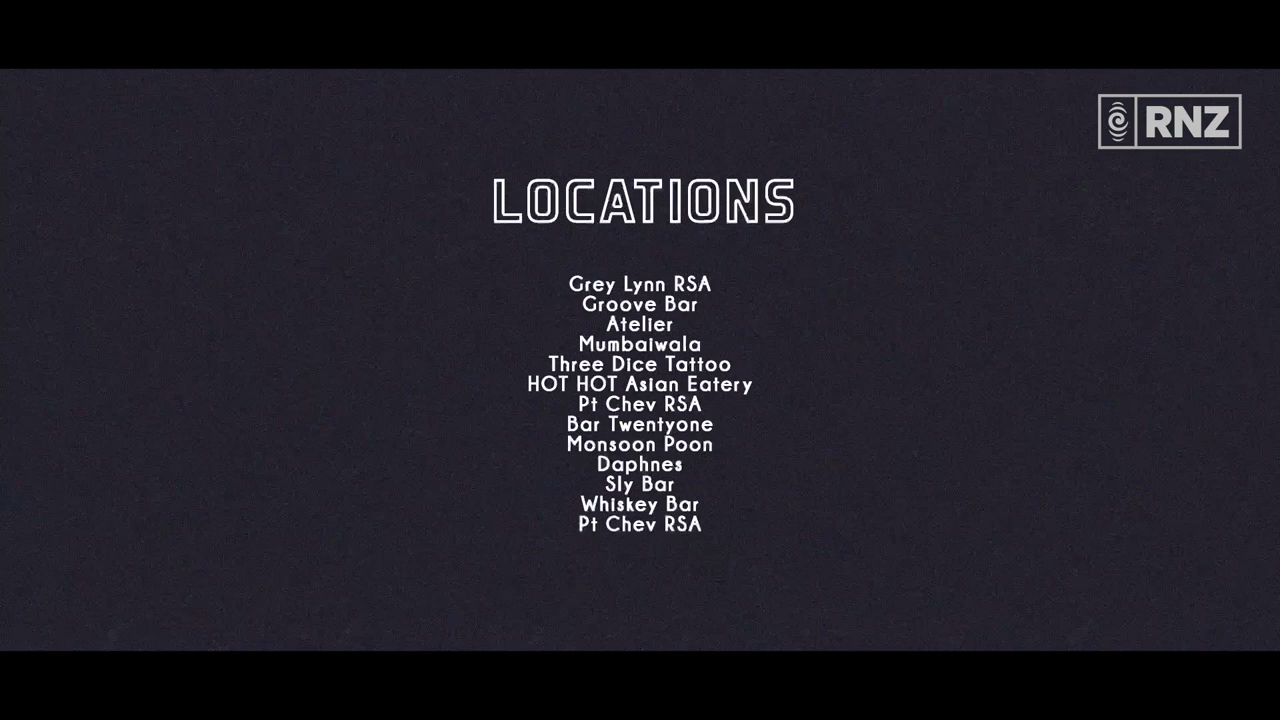 RNZ
LOCATIONS
Grey Lynn RSA
Groove Bar
Atelier
Mumbaiwala
Three Dice Tattoo
HOT HOT Asian Eatery
Pt Chev RSA
Bar Twentyone
Monsoon Poon
Daphnes
Sly Bar
Whiskey Bar
Pt Chev RSA